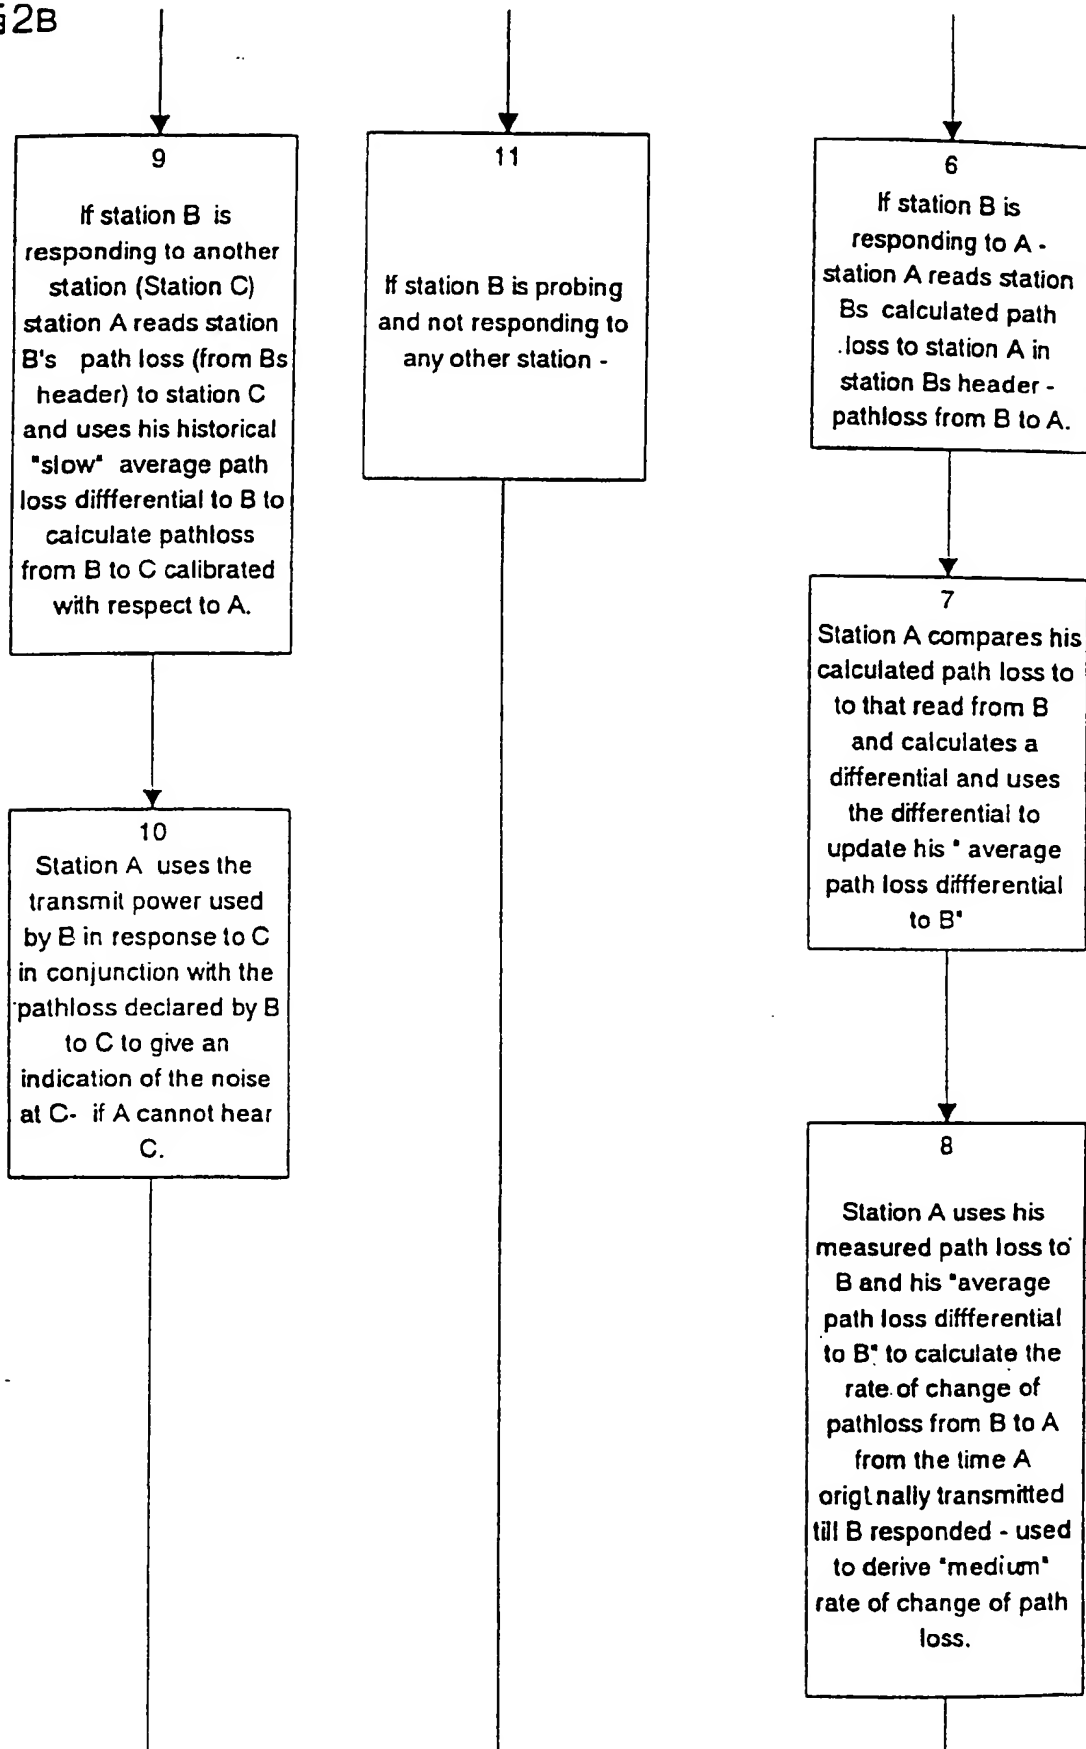 2B
9
If station B is
responding to another
station (Station C)
station A reads station
B's path loss (from Bs
header) to station C
and uses his historical
"slow" average path
loss diffferential to B to
calculate pathloss
from B to C calibrated
with respect to A.
10
Station A uses the
transmit power used
by B in response to C
in conjunction with the
pathloss declared by B
to C to give an
indication of the noise
at C- if A cannot hear
C.
11
If station B is probing
and not responding to
any other station -
6
If station B is
responding to A -
station A reads station
Bs calculated path
loss to station A in
station Bs header -
pathloss from B to A.
7
Station A compares his
calculated path loss to
to that read from B
and calculates a
differential and uses
the differential to
update his " average
path loss diffferential
to B"
8
Station A uses his
measured path loss to
B and his "average
path loss diffferential
to B" to calculate the
rate of change of
pathloss from B to A
from the time A
originally transmitted
till B responded - used
to derive "medium"
rate of change of path
loss.